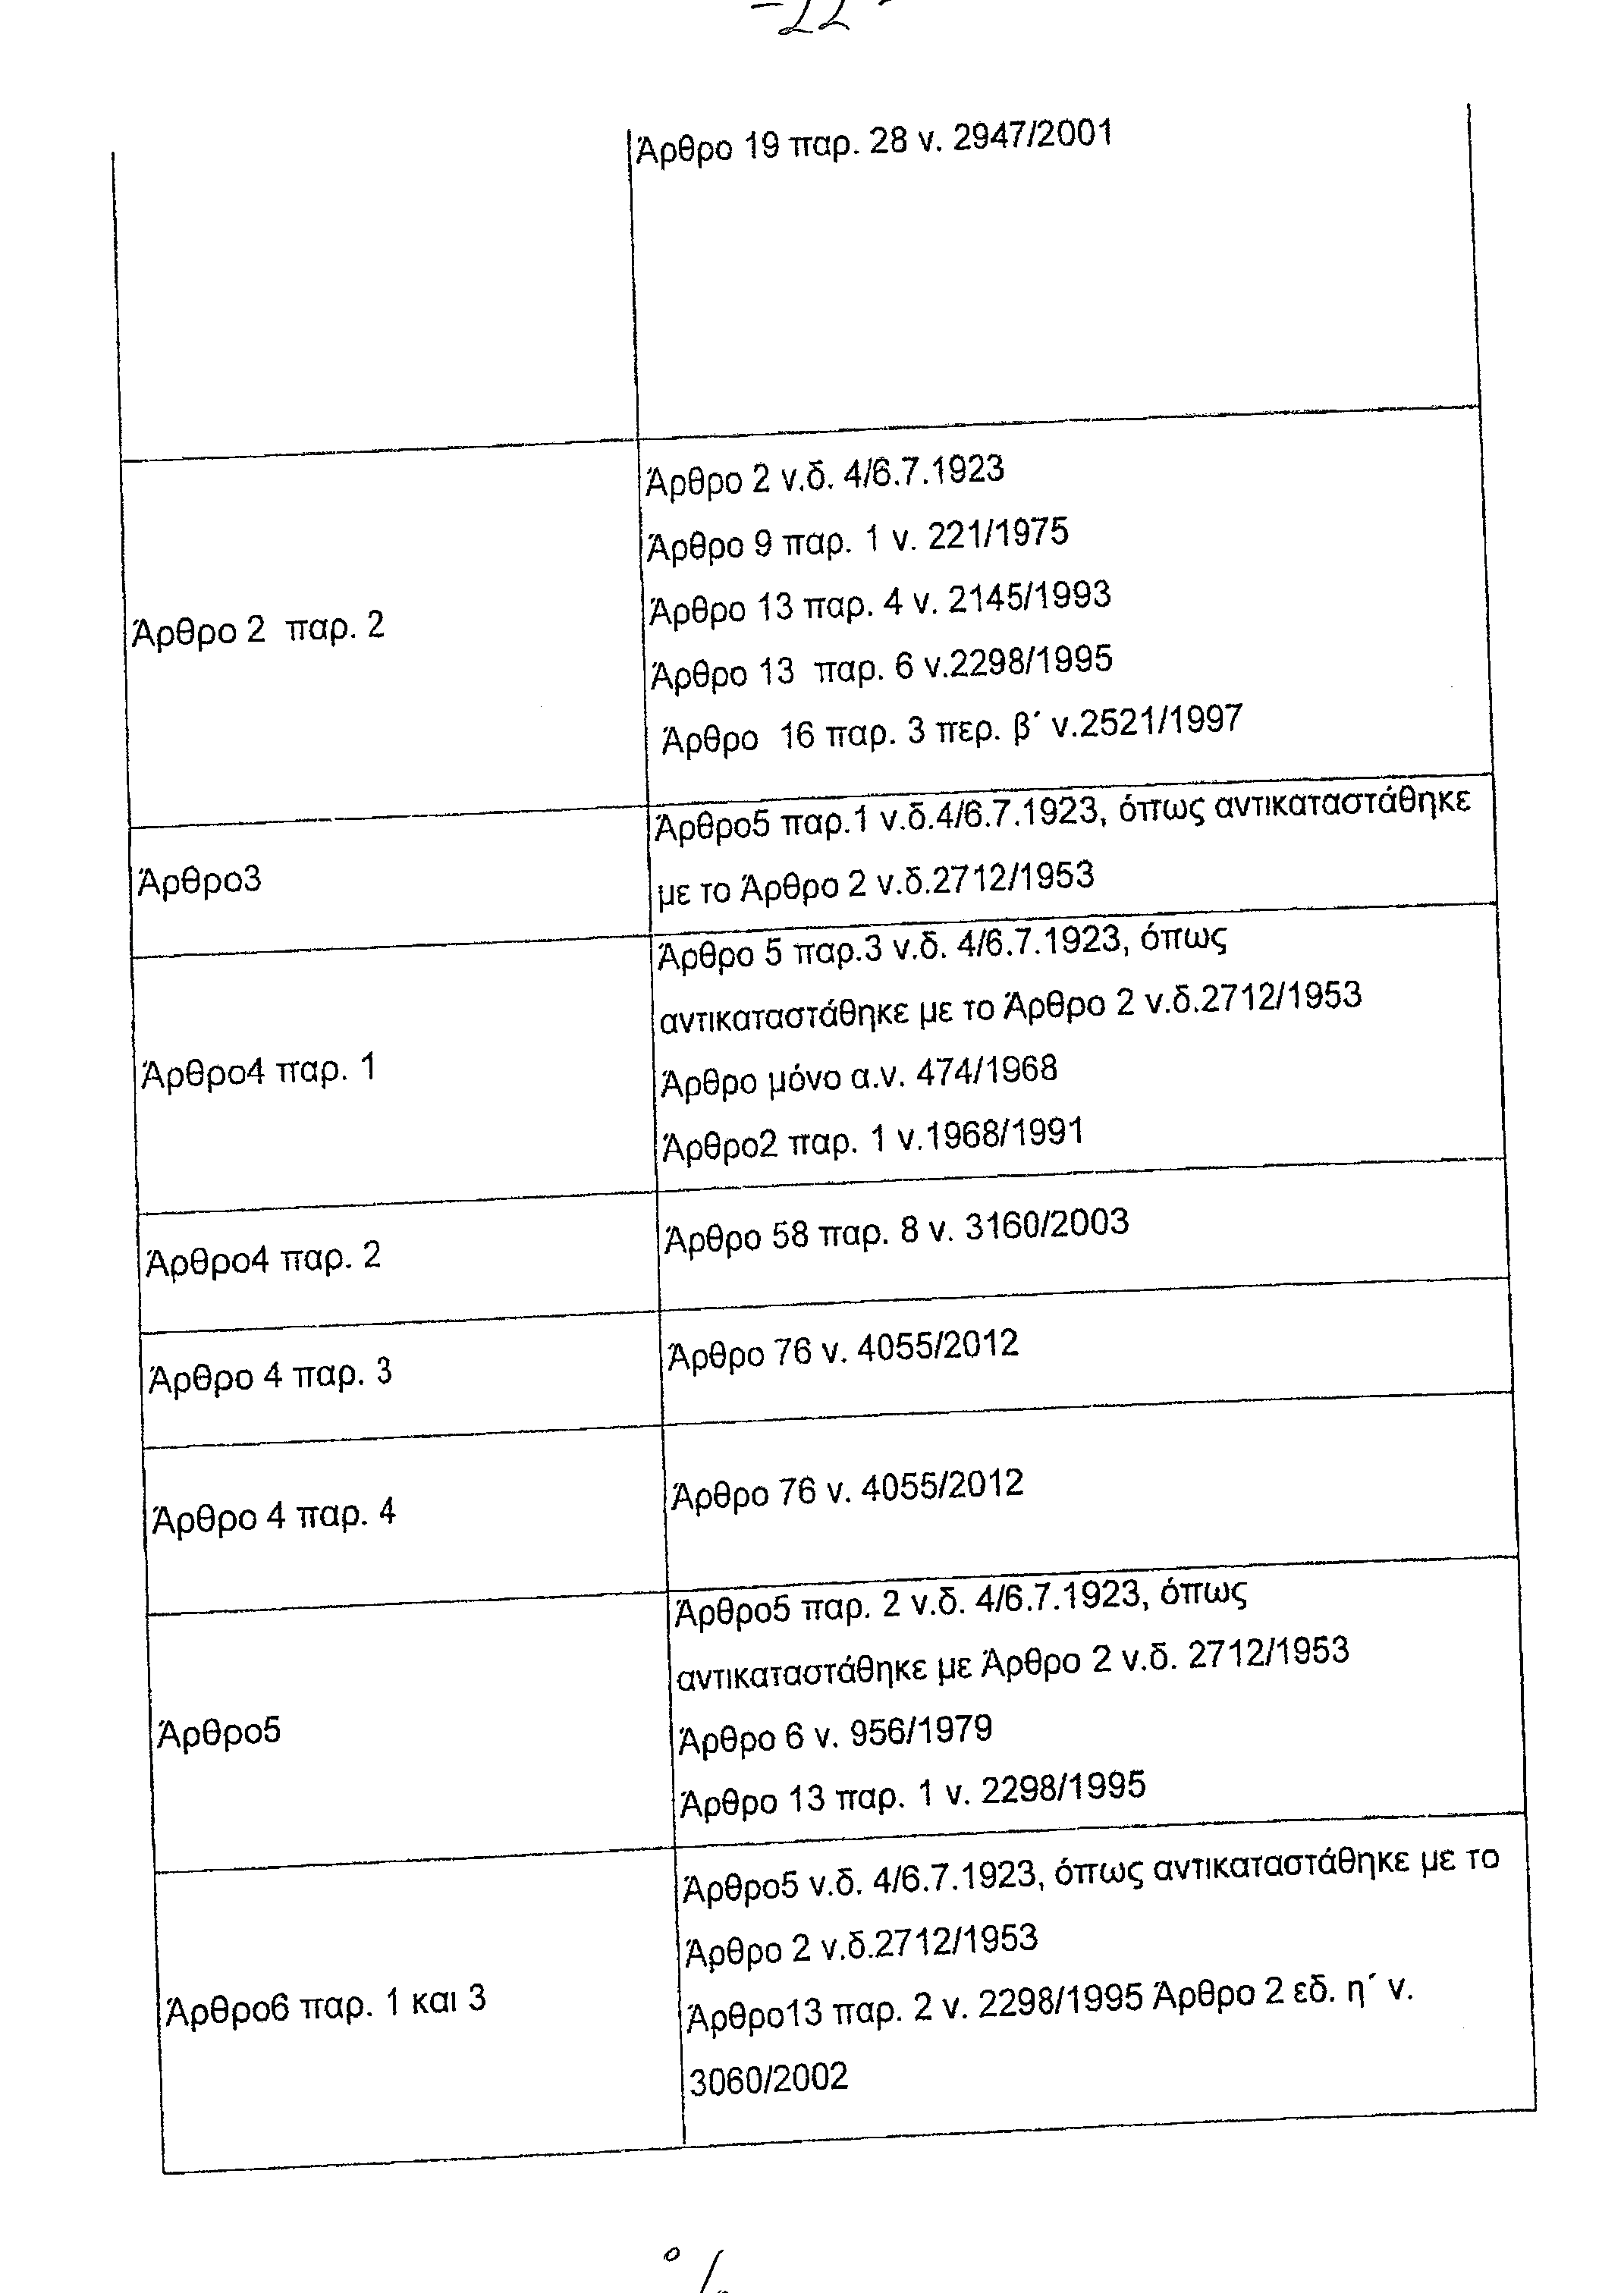 -22-
Άρθρο 19 παρ. 28 ν. 2947/2001
Άρθρο 2 παρ. 2
Άρθρο 2 ν.δ. 4/6.7.1923
Άρθρο 9 παρ. 1 ν. 221/1975
Άρθρο 13 παρ. 4 ν. 2145/1993
Άρθρο 13 παρ. 6 ν.2298/1995
Άρθρο 16 παρ. 3 περ. β΄ ν.2521/1997
Άρθρο3
Άρθρο5 παρ.1 ν.δ.4/6.7.1923, όπως αντικαταστάθηκε
με το Άρθρο 2 ν.δ.2712/1953
Άρθρο4 παρ. 1
Άρθρο 5 παρ.3 ν.δ. 4/6.7.1923, όπως
αντικαταστάθηκε με το Άρθρο 2 ν.δ.2712/1953
Άρθρο μόνο α.ν. 474/1968
Άρθρο2 παρ. 1 ν.1968/1991
Άρθρο4 παρ. 2
Άρθρο 58 παρ. 8 ν. 3160/2003
Άρθρο 4 παρ. 3
Άρθρο 76 ν. 4055/2012
Άρθρο 4 παρ. 4
Άρθρο 76 ν. 4055/2012
Άρθρο5
Άρθρο5 παρ. 2 ν.δ. 4/6.7.1923, όπως
αντικαταστάθηκε με Άρθρο 2 ν.δ. 2712/1953
Άρθρο 6 ν. 956/1979
Άρθρο 13 παρ. 1 ν. 2298/1995
Άρθρο6 παρ. 1 και 3
Άρθρο5 ν.δ. 4/6.7.1923, όπως αντικαταστάθηκε με το
Άρθρο 2 ν.δ.2712/1953
Άρθρο13 παρ. 2 ν. 2298/1995 Άρθρο 2 εδ. η΄ ν.
3060/2002